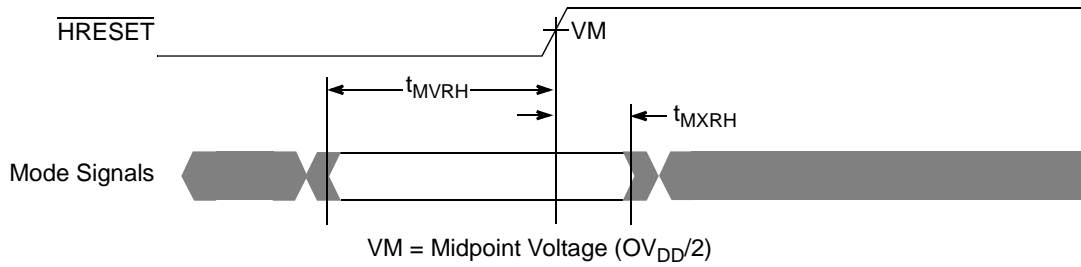 HRESET
VM
tMVRH
tMXRH
Mode Signals
VM = Midpoint Voltage (OVDD/2)